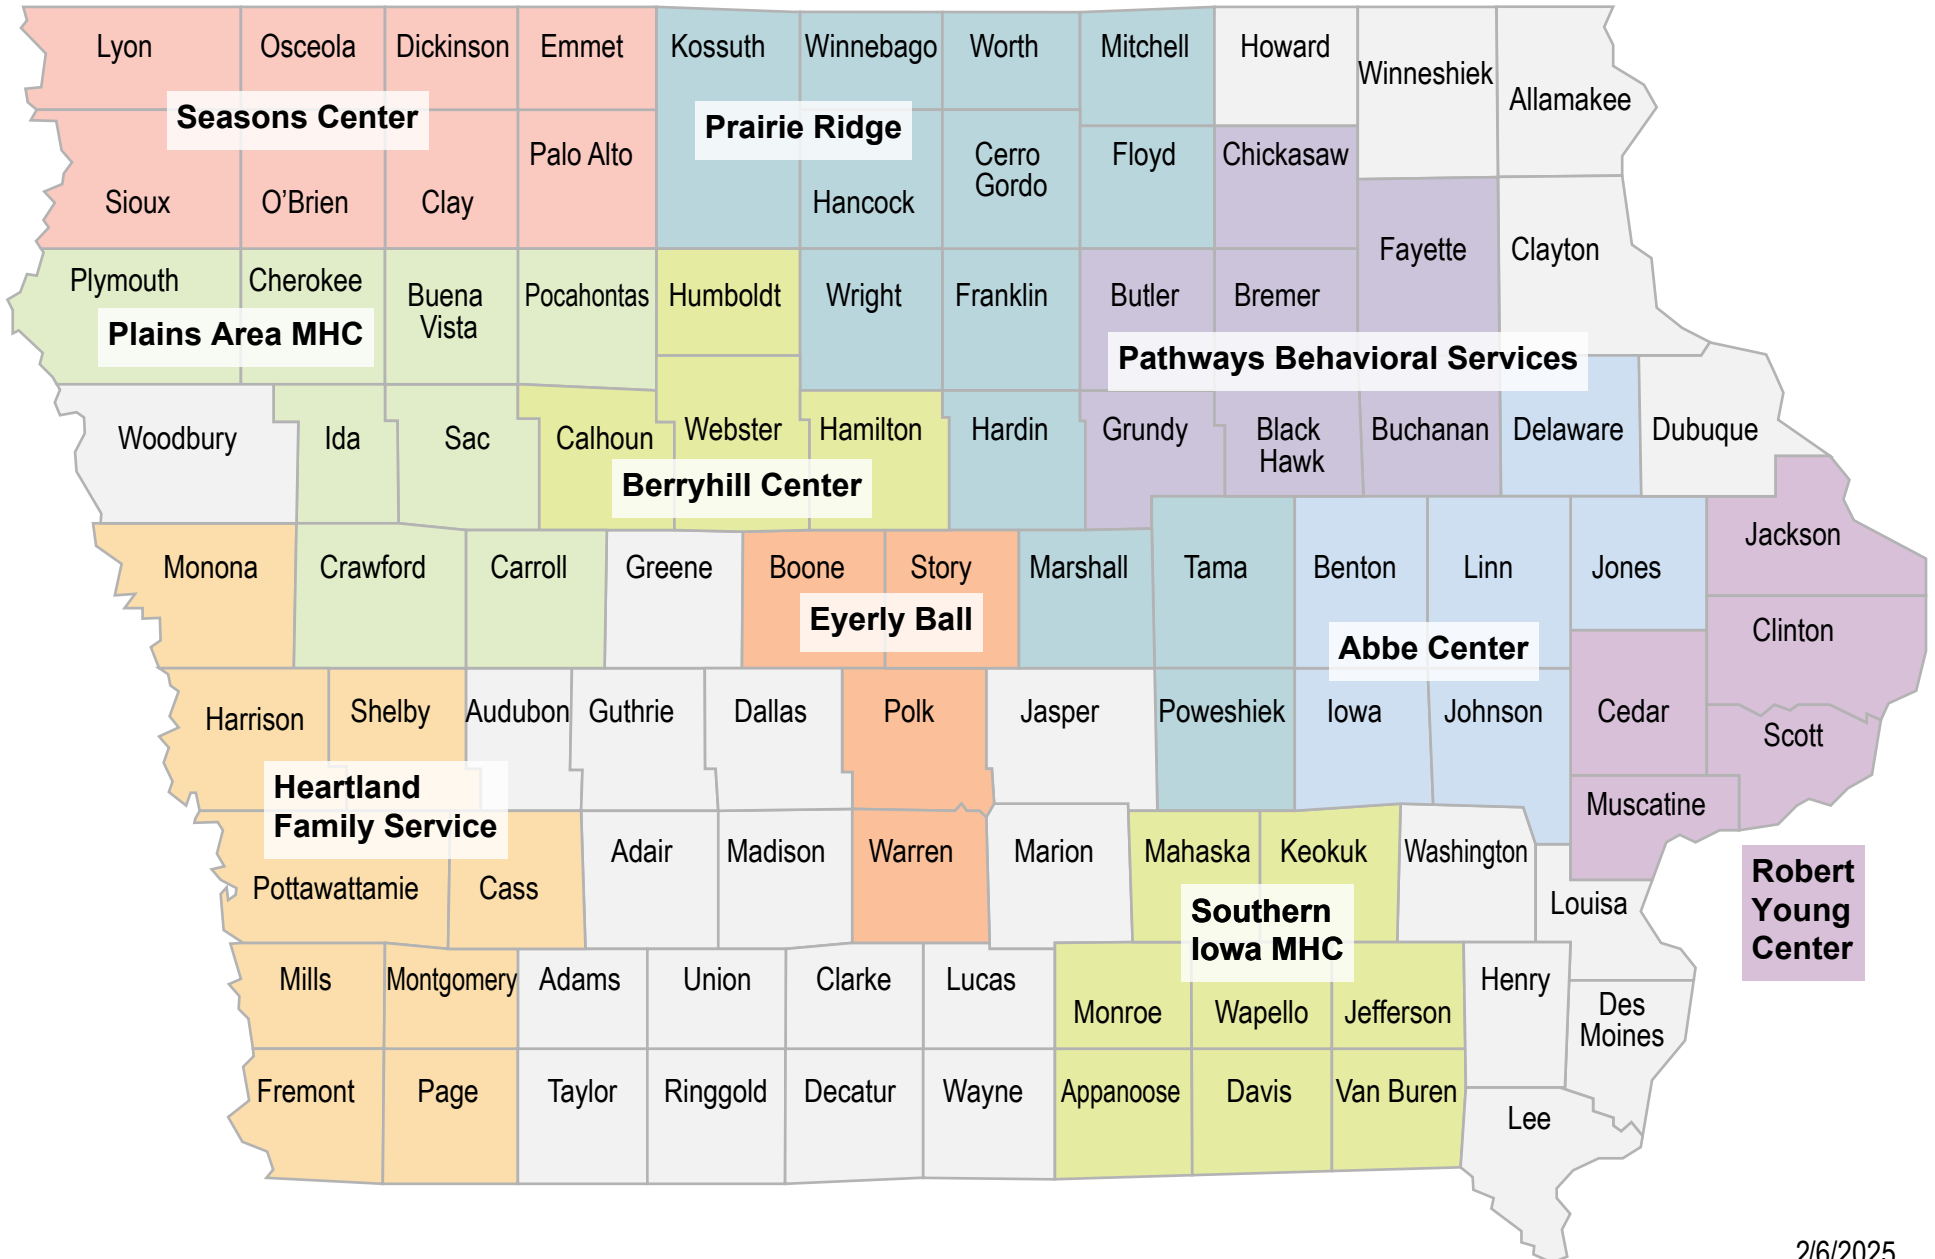 Lyon
Osceola
Dickinson
Emmet
Kossuth
Winnebago
Worth
Mitchell
Howard
Winneshiek
Allamakee
Seasons Center
Prairie Ridge
Palo Alto
Cerro
Gordo
Floyd
Chickasaw
Sioux
O’Brien
Clay
Hancock
Fayette
Clayton
Plymouth
Cherokee
Buena
Vista
Pocahontas
Humboldt
Wright
Franklin
Butler
Bremer
Plains Area MHC
Pathways Behavioral Services
Woodbury
Ida
Sac
Calhoun
Webster
Hamilton
Hardin
Grundy
Black
Hawk
Buchanan
Delaware
Dubuque
Berryhill Center
Jackson
Monona
Crawford
Carroll
Greene
Boone
Story
Marshall
Tama
Benton
Linn
Jones
Eyerly Ball
Clinton
Abbe Center
Harrison
Shelby
Audubon
Guthrie
Dallas
Polk
Jasper
Poweshiek
Iowa
Johnson
Cedar
Scott
Heartland
Family Service
Muscatine
Adair
Madison
Warren
Marion
Mahaska
Keokuk
Washington
Pottawattamie
Cass
Southern
Iowa MHC
Louisa
Robert
Young
Center
Mills
Montgomery
Adams
Union
Clarke
Lucas
Monroe
Wapello
Jefferson
Henry
Des
Moines
Fremont
Page
Taylor
Ringgold
Decatur
Wayne
Appanoose
Davis
Van Buren
Lee
2/6/2025